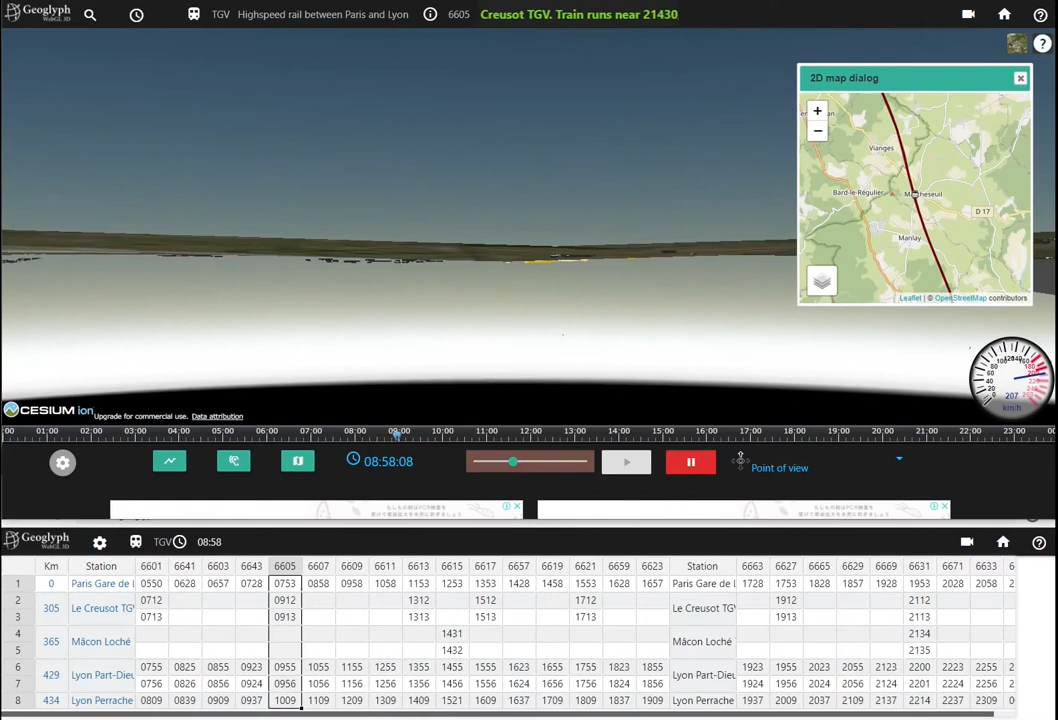 Geoglyph WebGL 3D TGV Highspeed rail between Paris and Lyon 6605 Creusot TGV. Train runs near 21430,
?
2D map dialog
+
−
Vianges
Bard-le-Régulier
D 17
Manlay
Leaflet | © OpenStreetMap contributors
207
km/h
CESIUM ion Upgrade for commercial use. Data attribution
:00 01:00 02:00 03:00 04:00 05:00 06:00 07:00 08:00 09:00 10:00 11:00 12:00 13:00 14:00 15:00 16:00 17:00 18:00 19:00 20:00 21:00 22:00 23:00
08:58:08 Point of view
Geoglyph WebGL 3D TGV 08:58
Km Station 6601 6641 6603 6643 6605 6607 6609 6611 6613 6615 6617 6657 6619 6621 6659 6623 Station 6663 6627 6665 6667 6669 6631 6671 6633 6
1 0 Paris Gare de L 0550 0628 0657 0728 0753 0858 0958 1058 1153 1253 1353 1428 1458 1553 1628 1657 Paris Gare de L 1728 1753 1828 1857 1928 1953 2028 2058 2
2 0712 0912 1312 1512 1712 1912 2112
305 Le Creusot TGV Le Creusot TGV
3 0713 0913 1313 1513 1713 1913 2113
4 1431 2134
365 Mâcon Loché Mâcon Loché
5 1432 2135
6 0755 0825 0855 0923 0955 1055 1155 1255 1355 1455 1555 1623 1655 1755 1823 1855 1923 1955 2023 2055 2123 2200 2223 2255 2
429 Lyon Part-Dieu Lyon Part-Dieu
7 0756 0826 0856 0924 0956 1056 1156 1256 1356 1456 1556 1624 1656 1756 1824 1856 1924 1956 2024 2056 2124 2201 2224 2256 2
8 434 Lyon Perrache 0809 0839 0909 0937 1009 1109 1209 1309 1409 1521 1609 1637 1709 1809 1837 1909 Lyon Perrache 1937 2009 2037 2109 2137 2214 2237 2309 0